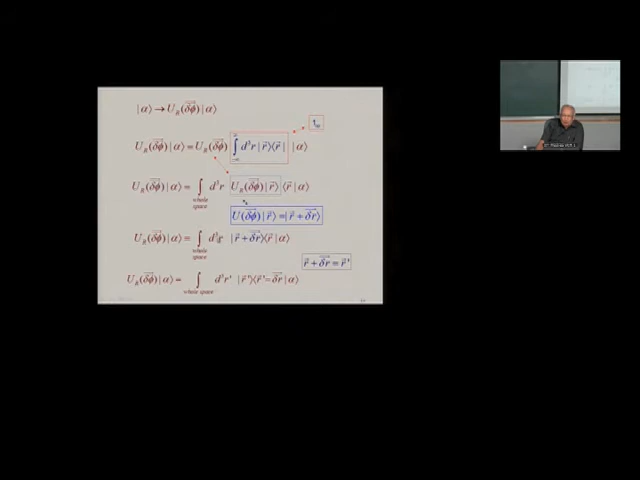 |α⟩ → U_R(δφ⃗)|α⟩
1_∞
U_R(δφ⃗)|α⟩ = U_R(δφ⃗) ∫_{-∞}^{∞} d³r |r⃗⟩⟨r⃗| |α⟩
U_R(δφ⃗)|α⟩ = ∫_{whole space} d³r U_R(δφ⃗)|r⃗⟩ ⟨r⃗|α⟩
U(δφ⃗)|r⃗⟩ = |r⃗ + δr⃗⟩
U_R(δφ⃗)|α⟩ = ∫_{whole space} d³r |r⃗ + δr⃗⟩⟨r⃗|α⟩
r⃗ + δr⃗ = r⃗'
U_R(δφ⃗)|α⟩ = ∫_{whole space} d³r' |r⃗'⟩⟨r⃗' - δr⃗|α⟩